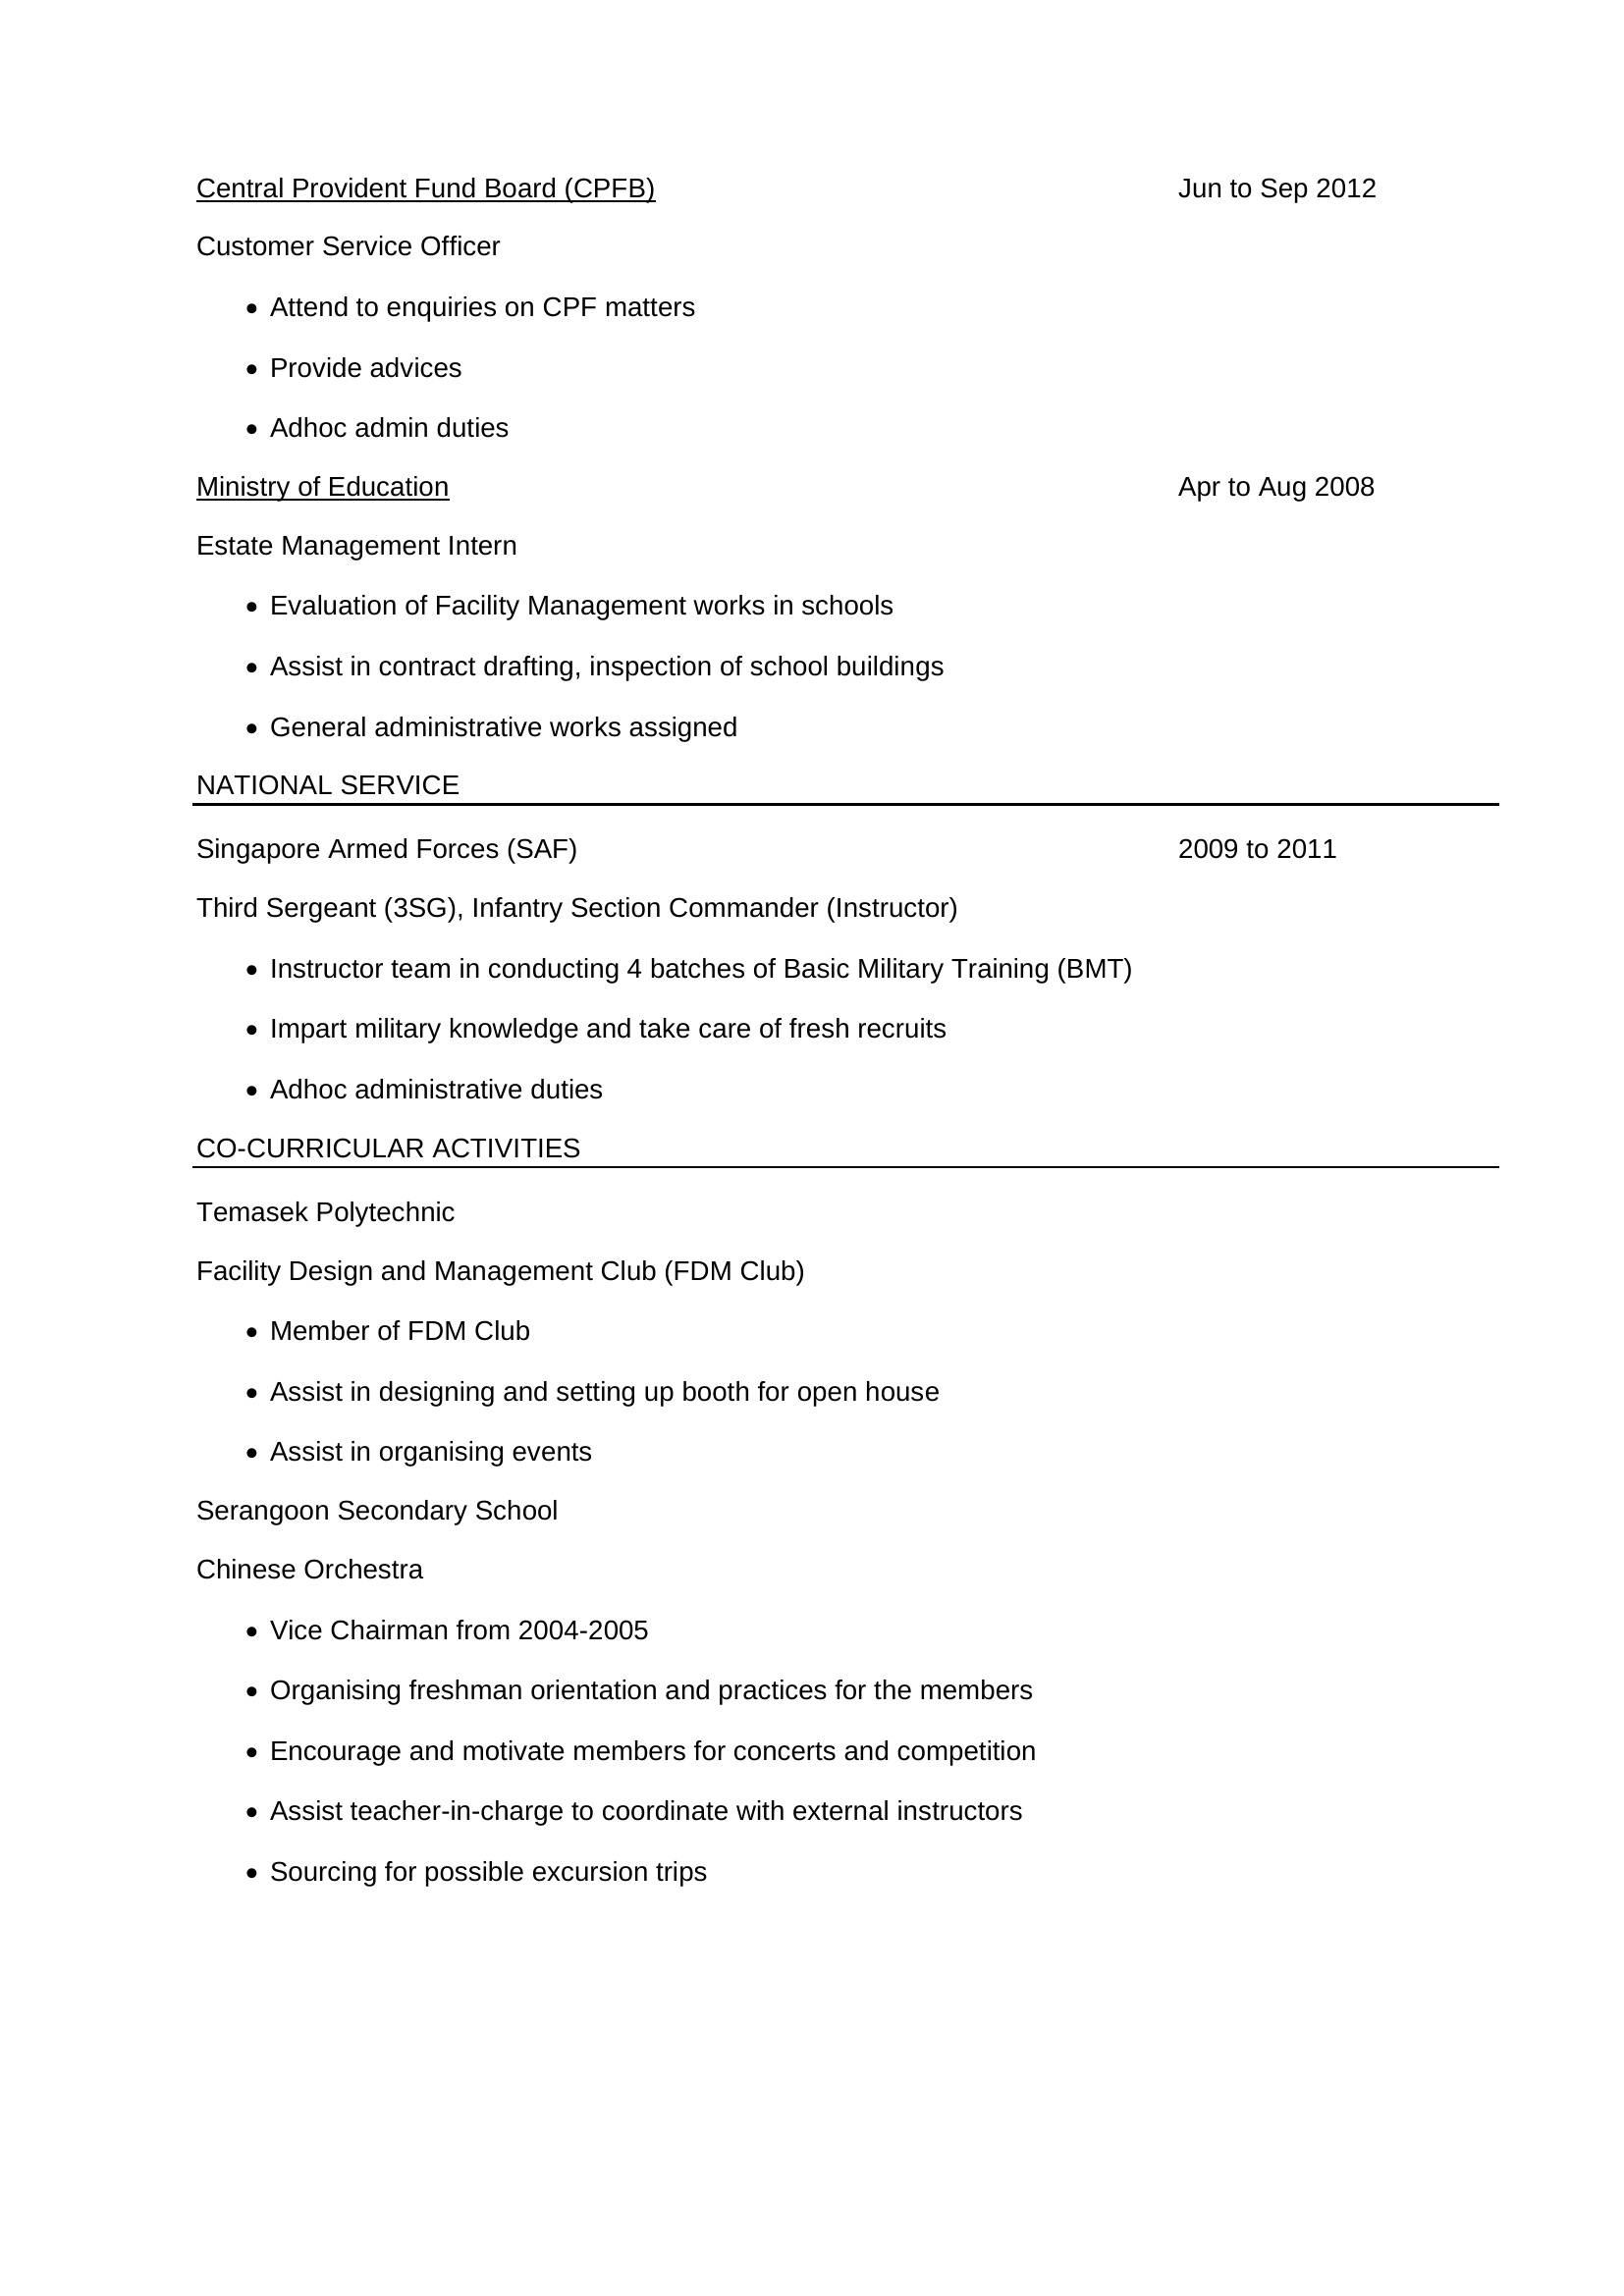 Central Provident Fund Board (CPFB) Jun to Sep 2012
Customer Service Officer
• Attend to enquiries on CPF matters
• Provide advices
• Adhoc admin duties
Ministry of Education Apr to Aug 2008
Estate Management Intern
• Evaluation of Facility Management works in schools
• Assist in contract drafting, inspection of school buildings
• General administrative works assigned
NATIONAL SERVICE
Singapore Armed Forces (SAF) 2009 to 2011
Third Sergeant (3SG), Infantry Section Commander (Instructor)
• Instructor team in conducting 4 batches of Basic Military Training (BMT)
• Impart military knowledge and take care of fresh recruits
• Adhoc administrative duties
CO-CURRICULAR ACTIVITIES
Temasek Polytechnic
Facility Design and Management Club (FDM Club)
• Member of FDM Club
• Assist in designing and setting up booth for open house
• Assist in organising events
Serangoon Secondary School
Chinese Orchestra
• Vice Chairman from 2004-2005
• Organising freshman orientation and practices for the members
• Encourage and motivate members for concerts and competition
• Assist teacher-in-charge to coordinate with external instructors
• Sourcing for possible excursion trips